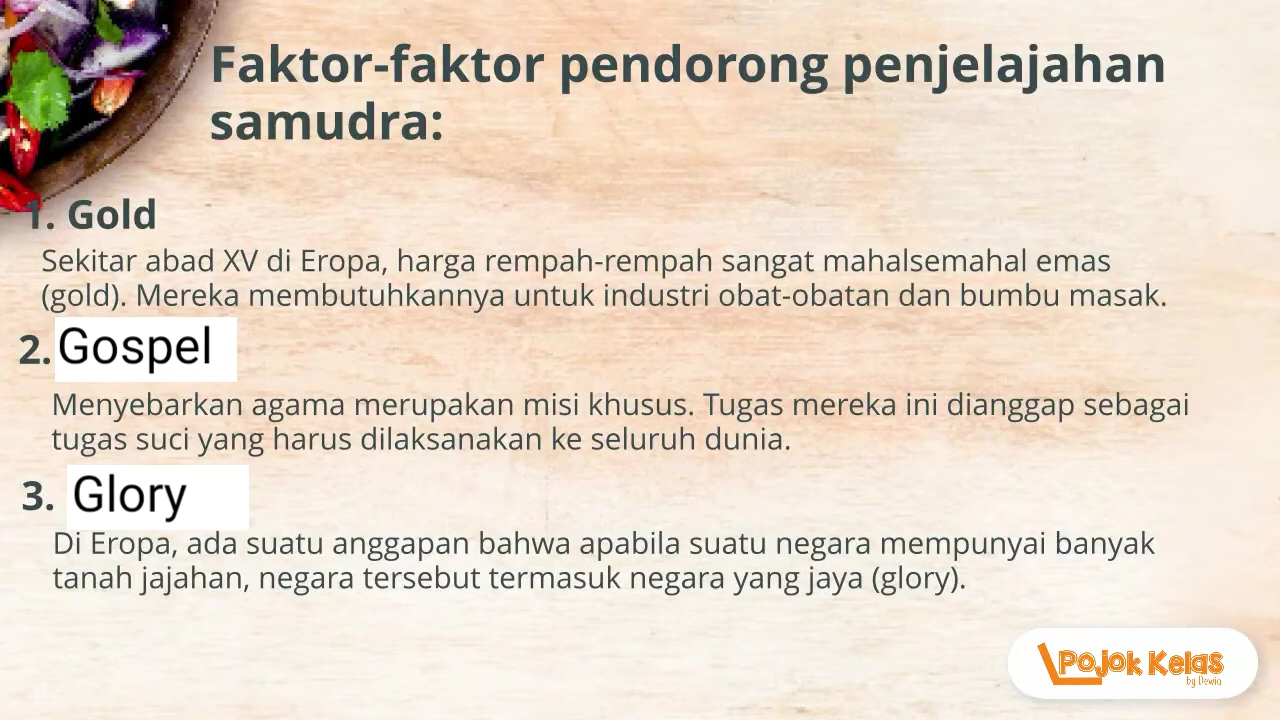 Faktor-faktor pendorong penjelajahan
samudra:
1. Gold
Sekitar abad XV di Eropa, harga rempah-rempah sangat mahalsemahal emas
(gold). Mereka membutuhkannya untuk industri obat-obatan dan bumbu masak.
2. Gospel
Menyebarkan agama merupakan misi khusus. Tugas mereka ini dianggap sebagai
tugas suci yang harus dilaksanakan ke seluruh dunia.
3. Glory
Di Eropa, ada suatu anggapan bahwa apabila suatu negara mempunyai banyak
tanah jajahan, negara tersebut termasuk negara yang jaya (glory).
Pojok Kelas
by Dewia